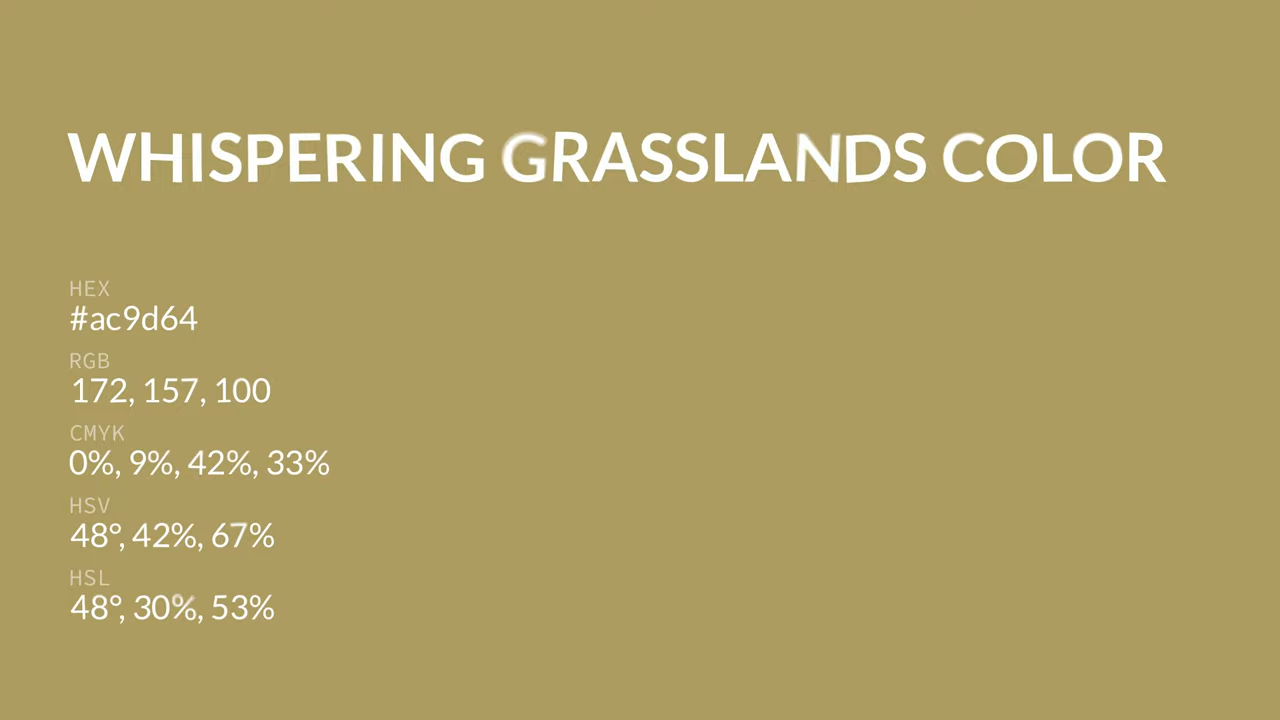 WHISPERING GRASSLANDS COLOR
HEX
#ac9d64
RGB
172, 157, 100
CMYK
0%, 9%, 42%, 33%
HSV
48°, 42%, 67%
HSL
48°, 30%, 53%